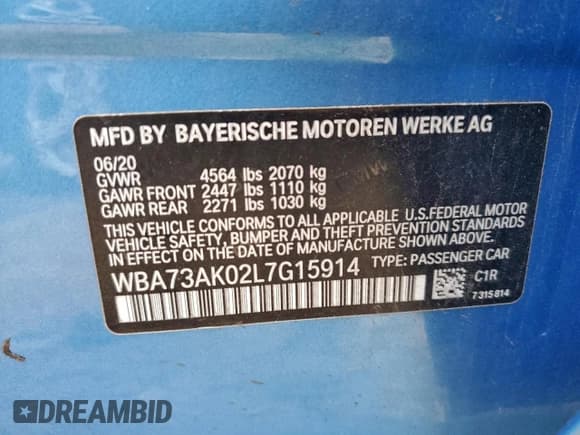 MFD BY BAYERISCHE MOTOREN WERKE AG
06/20
GVWR 4564 lbs 2070 kg
GAWR FRONT 2447 lbs 1110 kg
GAWR REAR 2271 lbs 1030 kg
THIS VEHICLE CONFORMS TO ALL APPLICABLE U.S.FEDERAL MOTOR
VEHICLE SAFETY, BUMPER AND THEFT PREVENTION STANDARDS
IN EFFECT ON THE DATE OF MANUFACTURE SHOWN ABOVE.
WBA73AK02L7G15914 TYPE: PASSENGER CAR
C1R
7315814
DREAMBID